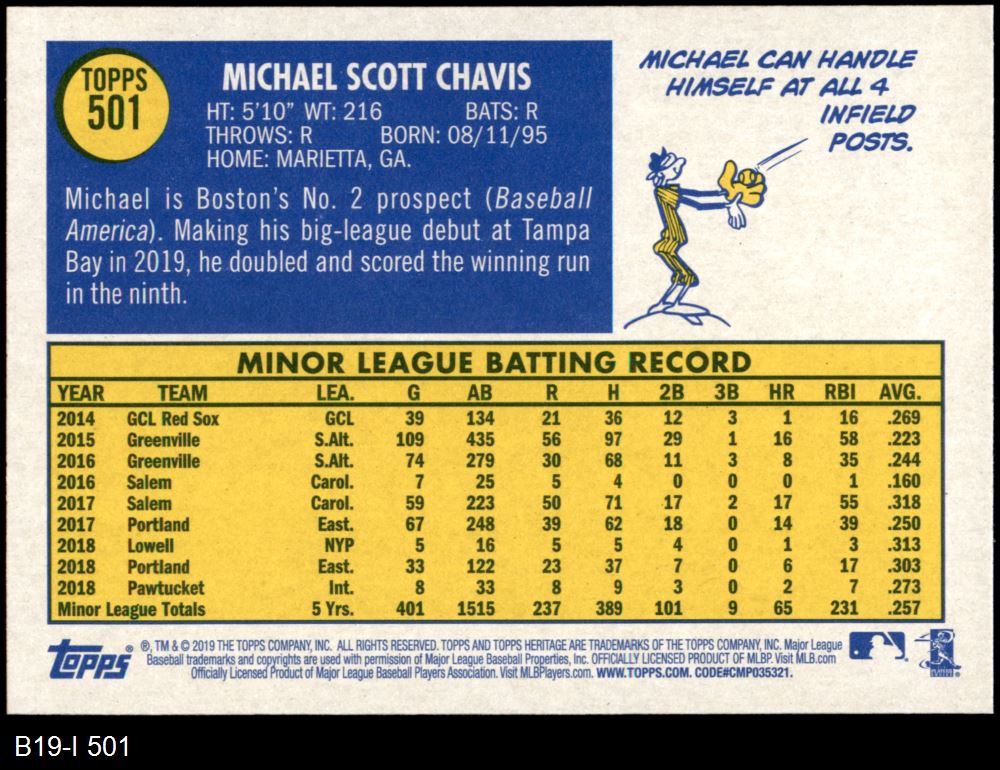 TOPPS
501
MICHAEL SCOTT CHAVIS
HT: 5'10" WT: 216 BATS: R
THROWS: R BORN: 08/11/95
HOME: MARIETTA, GA.
Michael is Boston's No. 2 prospect (Baseball
America). Making his big-league debut at Tampa
Bay in 2019, he doubled and scored the winning run
in the ninth.
MICHAEL CAN HANDLE
HIMSELF AT ALL 4
INFIELD
POSTS.
MINOR LEAGUE BATTING RECORD
YEAR TEAM LEA. G AB R H 2B 3B HR RBI AVG.
2014 GCL Red Sox GCL 39 134 21 36 12 3 1 16 .269
2015 Greenville S.Alt. 109 435 56 97 29 1 16 58 .223
2016 Greenville S.Alt. 74 279 30 68 11 3 8 35 .244
2016 Salem Carol. 7 25 5 4 0 0 0 1 .160
2017 Salem Carol. 59 223 50 71 17 2 17 55 .318
2017 Portland East. 67 248 39 62 18 0 14 39 .250
2018 Lowell NYP 5 16 5 5 4 0 1 3 .313
2018 Portland East. 33 122 23 37 7 0 6 17 .303
2018 Pawtucket Int. 8 33 8 9 3 0 2 7 .273
Minor League Totals 5 Yrs. 401 1515 237 389 101 9 65 231 .257
Topps ® ®, TM & © 2019 THE TOPPS COMPANY, INC. ALL RIGHTS RESERVED. TOPPS AND TOPPS HERITAGE ARE TRADEMARKS OF THE TOPPS COMPANY, INC. Major League
Baseball trademarks and copyrights are used with permission of Major League Baseball Properties, Inc. OFFICIALLY LICENSED PRODUCT OF MLBP. Visit MLB.com
Officially Licensed Product of Major League Baseball Players Association. Visit MLBPlayers.com. WWW.TOPPS.COM. CODE#CMP035321.
B19-I 501